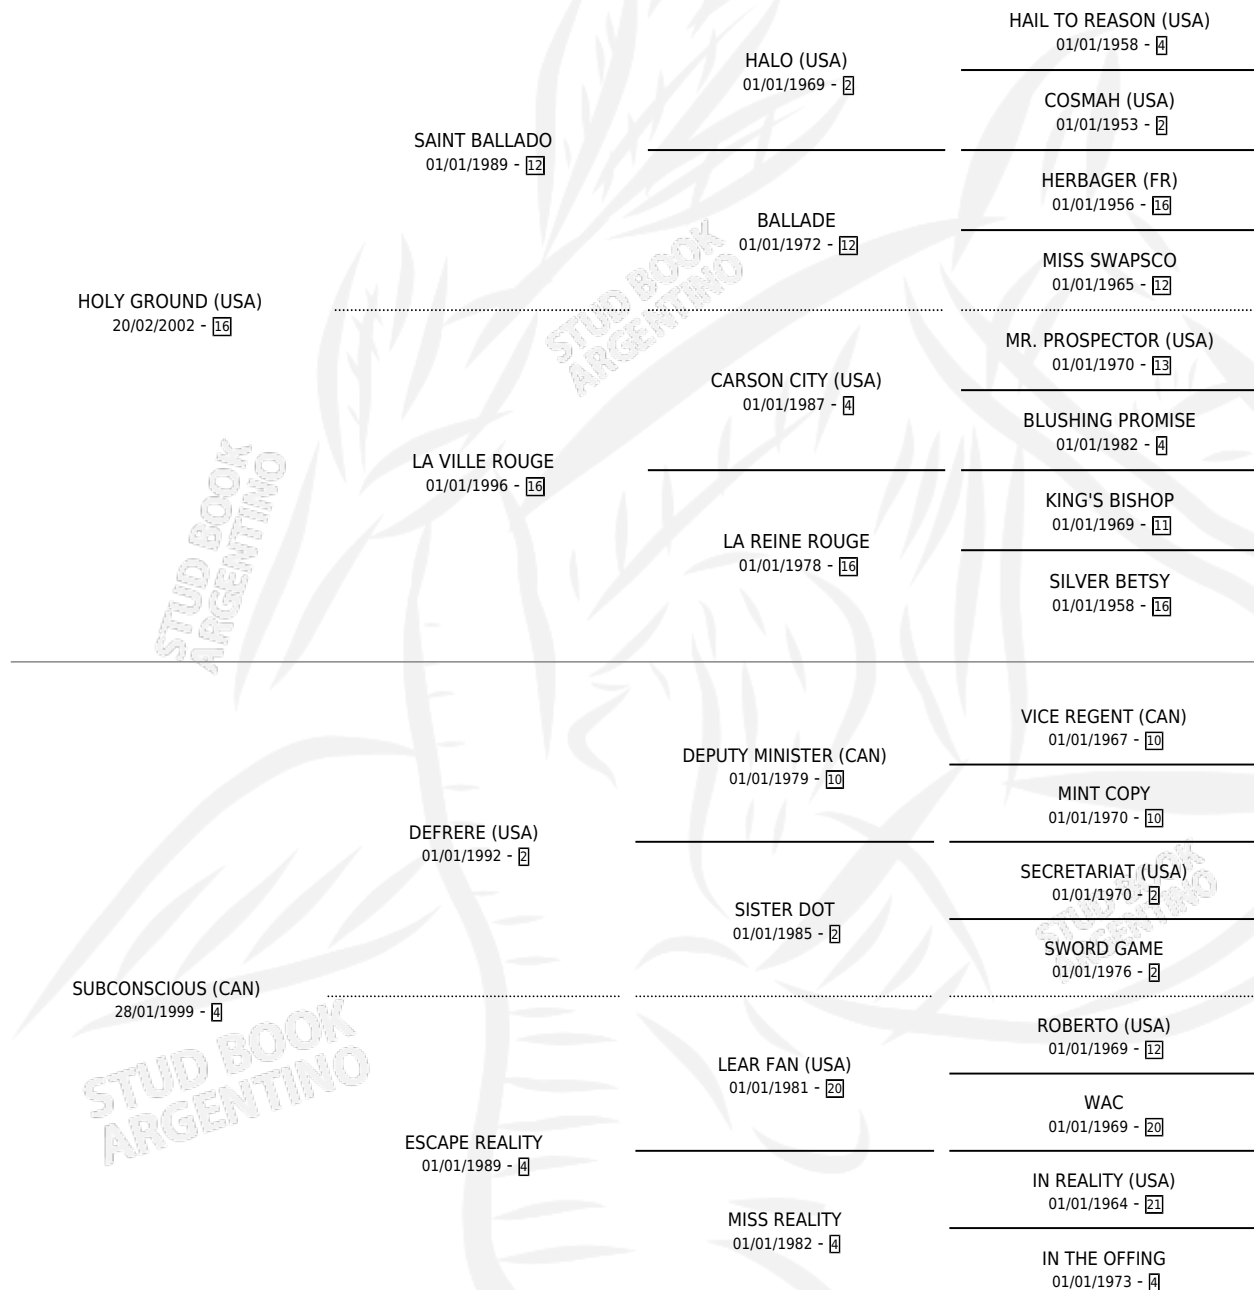 HAIL TO REASON (USA)
01/01/1958 - 4
HALO (USA)
01/01/1969 - 2
COSMAH (USA)
01/01/1953 - 2
SAINT BALLADO
01/01/1989 - 12
HERBAGER (FR)
01/01/1956 - 16
BALLADE
01/01/1972 - 12
MISS SWAPSCO
01/01/1965 - 12
HOLY GROUND (USA)
20/02/2002 - 16
MR. PROSPECTOR (USA)
01/01/1970 - 13
CARSON CITY (USA)
01/01/1987 - 4
BLUSHING PROMISE
01/01/1982 - 4
LA VILLE ROUGE
01/01/1996 - 16
KING'S BISHOP
01/01/1969 - 11
LA REINE ROUGE
01/01/1978 - 16
SILVER BETSY
01/01/1958 - 16
VICE REGENT (CAN)
01/01/1967 - 10
DEPUTY MINISTER (CAN)
01/01/1979 - 10
MINT COPY
01/01/1970 - 10
DEFRERE (USA)
01/01/1992 - 2
SECRETARIAT (USA)
01/01/1970 - 2
SISTER DOT
01/01/1985 - 2
SWORD GAME
01/01/1976 - 2
SUBCONSCIOUS (CAN)
28/01/1999 - 4
ROBERTO (USA)
01/01/1969 - 12
LEAR FAN (USA)
01/01/1981 - 20
WAC
01/01/1969 - 20
ESCAPE REALITY
01/01/1989 - 4
IN REALITY (USA)
01/01/1964 - 21
MISS REALITY
01/01/1982 - 4
IN THE OFFING
01/01/1973 - 4
STUD BOOK
ARGENTINO
STUD BOOK
ARGENTINO
STUD BOOK
ARGENTINO
STUD BOOK
ARGENTINO